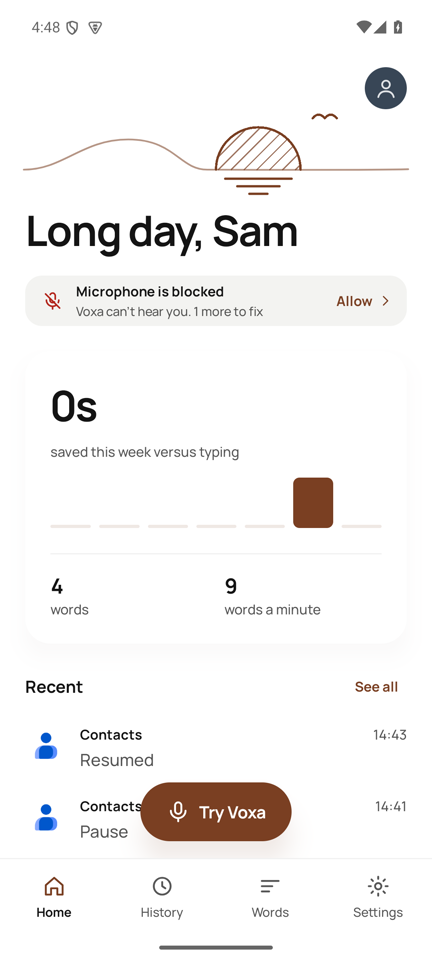 4:48
Long day, Sam
Microphone is blocked
Voxa can't hear you. 1 more to fixa
Allow
0s
saved this week versus typing
4
words
9
words a minute
Recent
See all
Contacts
14:43
Resumed
Contacts
14:41
Pause
Try Voxa
Home
History
Words
Settings